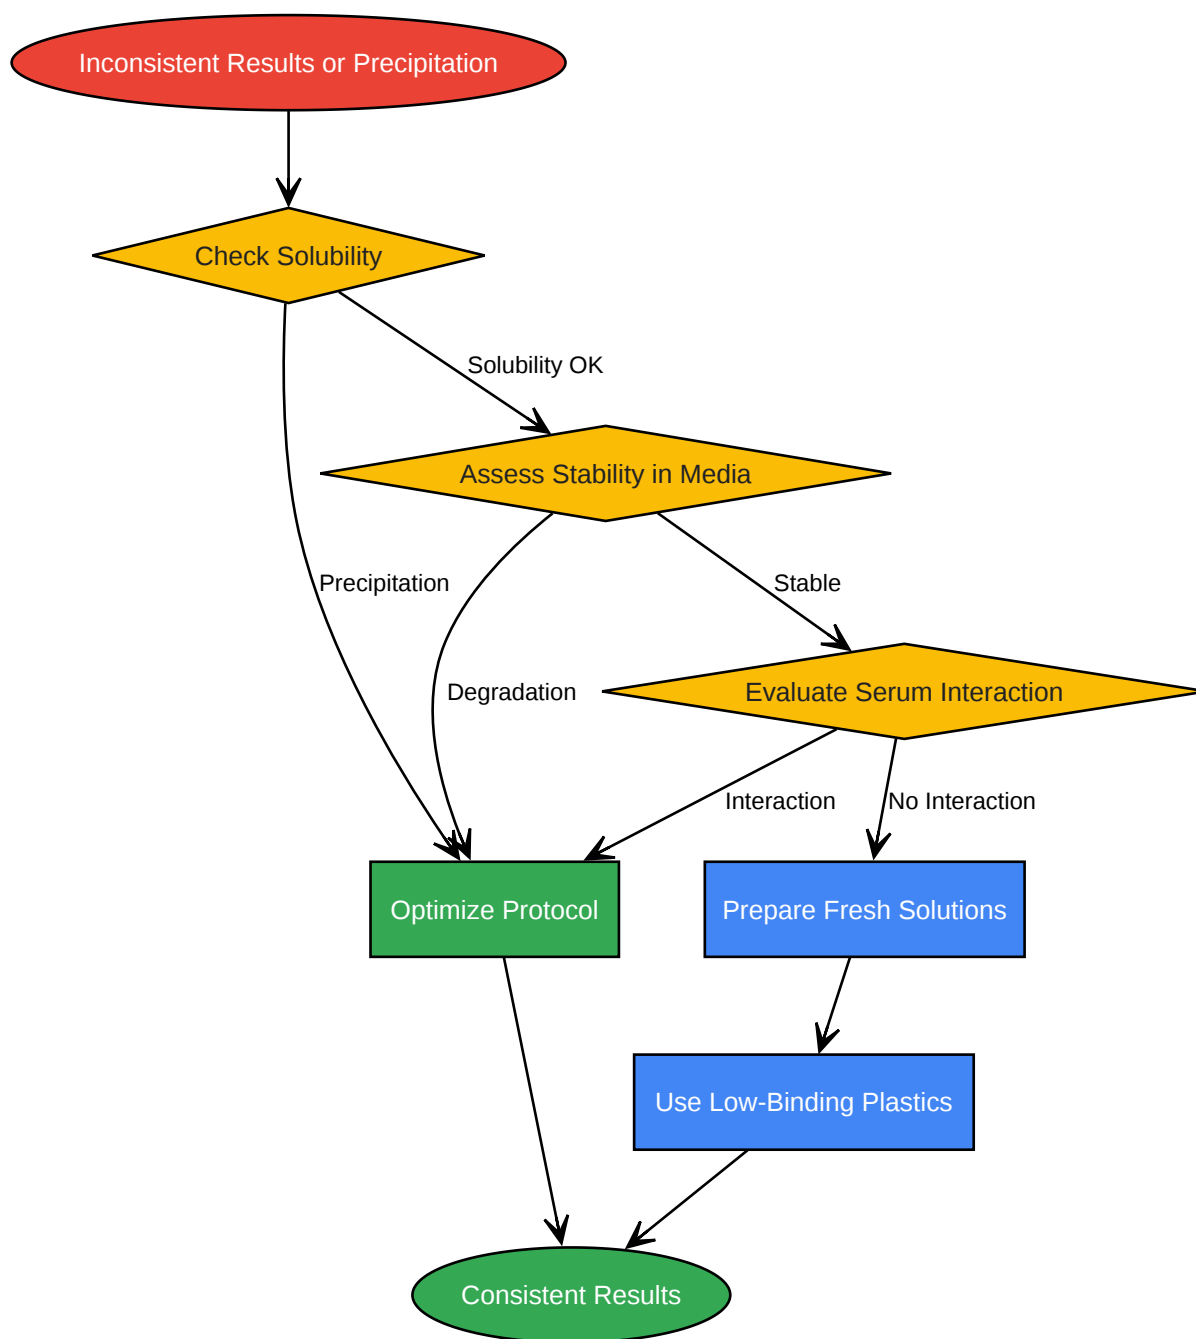 Inconsistent Results or Precipitation
Check Solubility
Solubility OK
Assess Stability in Media
Precipitation
Stable
Degradation
Evaluate Serum Interaction
Interaction
No Interaction
Optimize Protocol
Prepare Fresh Solutions
Use Low-Binding Plastics
Consistent Results